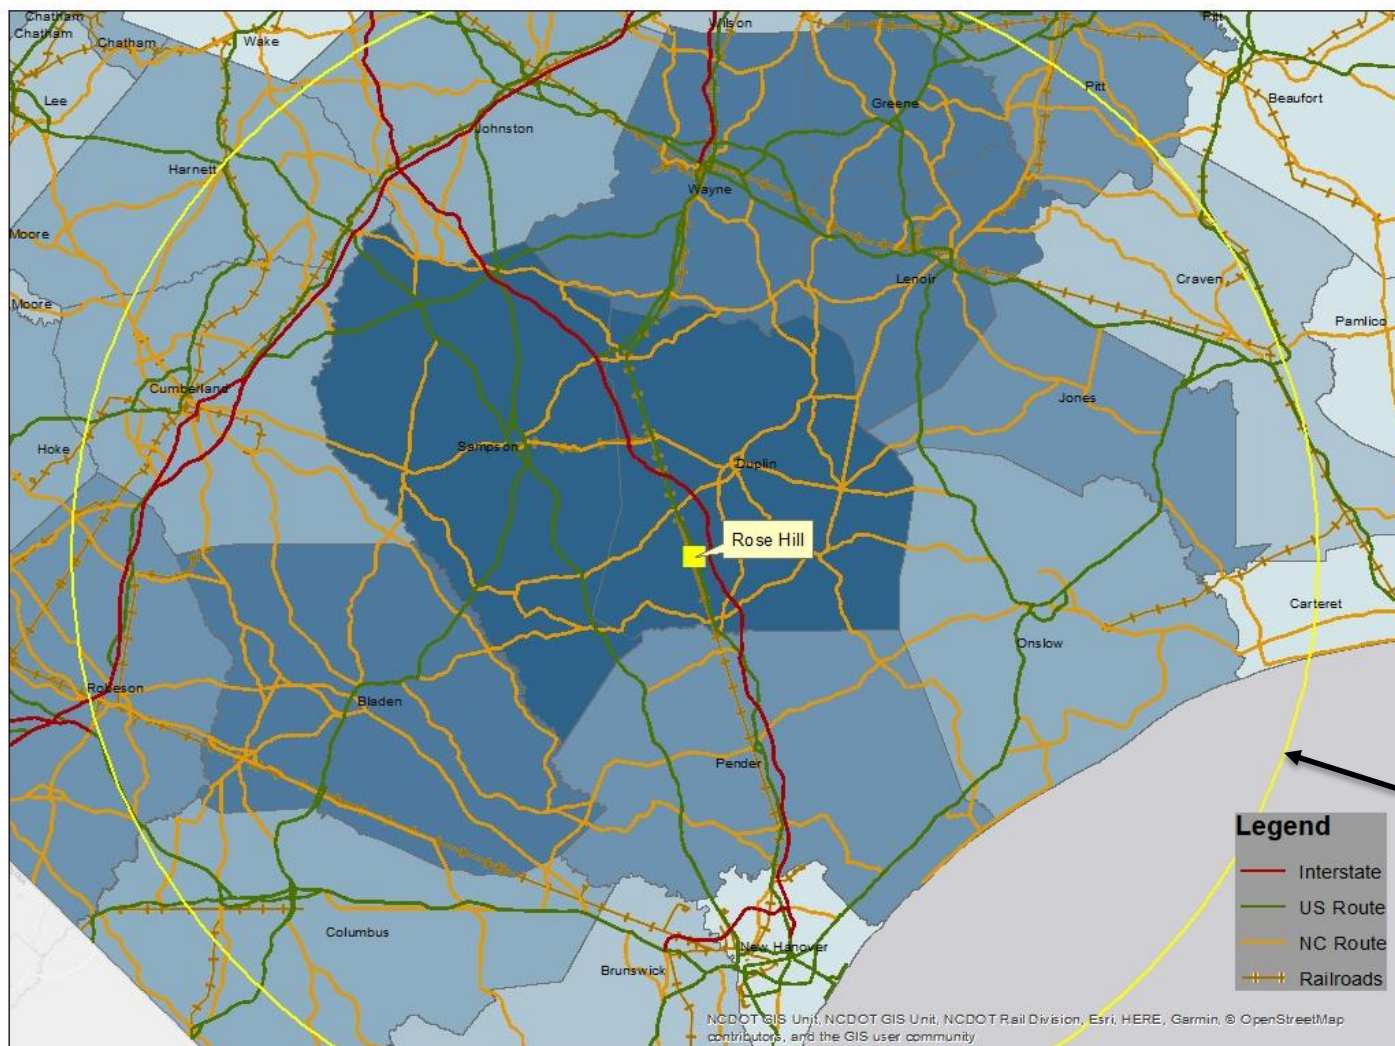 Chatham
Chatham
Chatham
Wake
Wilson
Pitt
Lee
Johnston
Greene
Pitt
Beaufort
Harnett
Wayne
Moore
Lenoir
Craven
Moore
Pamlico
Cumberland
Jones
Hoke
Sampson
Duplin
Rose Hill
Carteret
Onslow
Robeson
Bladen
Pender
Columbus
New Hanover
Brunswick
Legend
Interstate
US Route
NC Route
Railroads
NCDOT GIS Unit, NCDOT GIS Unit, NCDOT Rail Division, Esri, HERE, Garmin, © OpenStreetMap
contributors, and the GIS user community